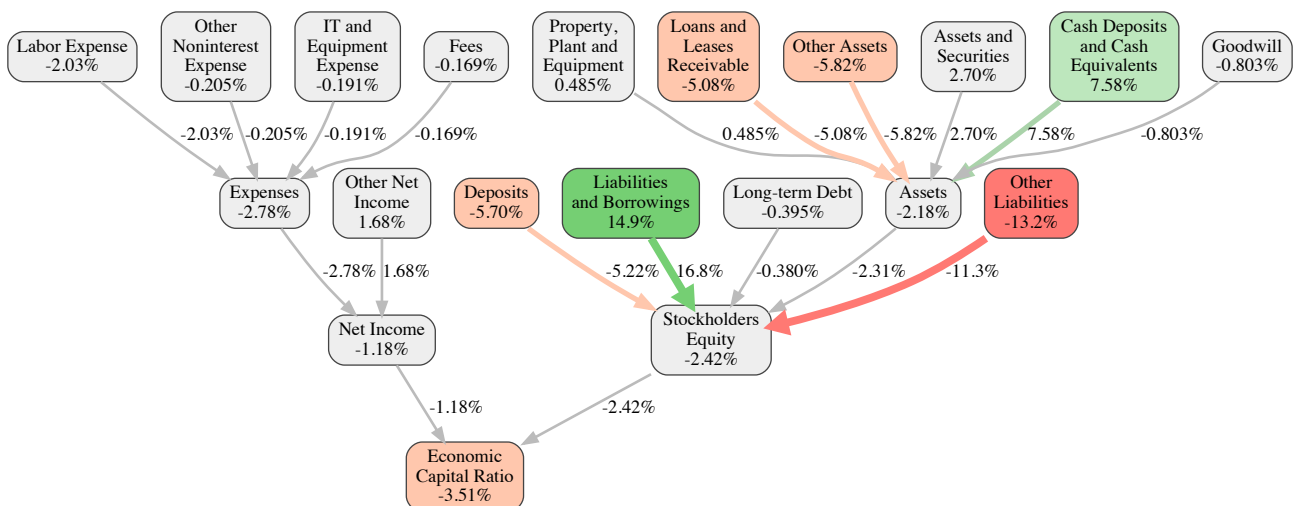 Labor Expense
-2.03%
Other
Noninterest
Expense
-0.205%
IT and
Equipment
Expense
-0.191%
Fees
-0.169%
Property,
Plant and
Equipment
0.485%
Loans and
Leases
Receivable
-5.08%
Other Assets
-5.82%
Assets and
Securities
2.70%
Cash Deposits
and Cash
Equivalents
7.58%
Goodwill
-0.803%
-2.03%
-0.205%
-0.191%
-0.169%
0.485%
-5.08%
-5.82%
2.70%
7.58%
-0.803%
Expenses
-2.78%
Other Net
Income
1.68%
Deposits
-5.70%
Liabilities
and Borrowings
14.9%
Long-term Debt
-0.395%
Assets
-2.18%
Other
Liabilities
-13.2%
-2.78%
1.68%
-5.22%
16.8%
-0.380%
-2.31%
-11.3%
Net Income
-1.18%
Stockholders
Equity
-2.42%
-1.18%
-2.42%
Economic
Capital Ratio
-3.51%